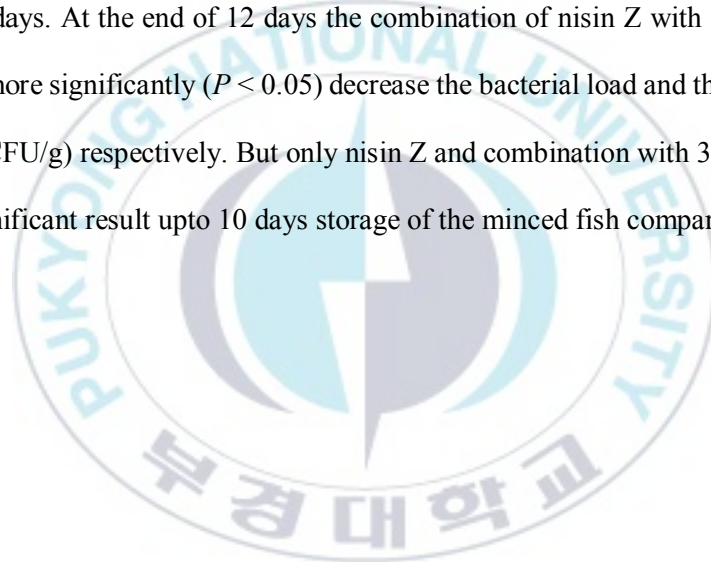 days. At the end of 12 days the combination of nisin Z with
more significantly (P < 0.05) decrease the bacterial load and th
CFU/g) respectively. But only nisin Z and combination with 3
nificant result upto 10 days storage of the minced fish compar
PUKYONG NATIONAL UNIVERSITY
부경대학교